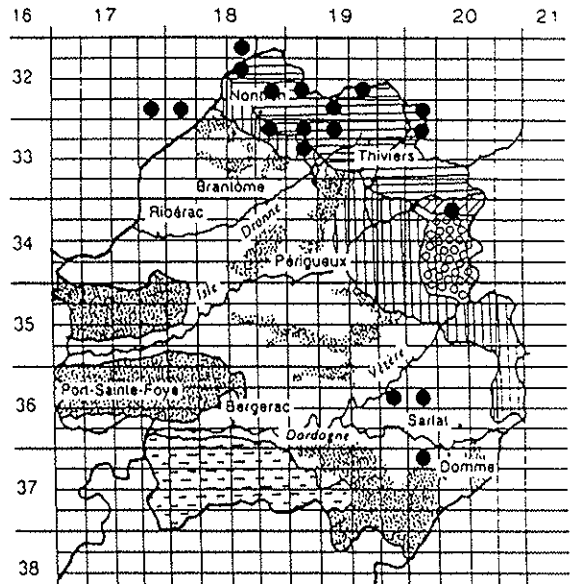 16 17 18 19 20 21
32
Nontron
33
Thiviers
Brantôme
Ribérac
Dronne
34
Périgueux
Isle
35
Vézère
Port-Sainte-Foye
36
Bergerac
Sarlat
Dordogne
Domme
37
38